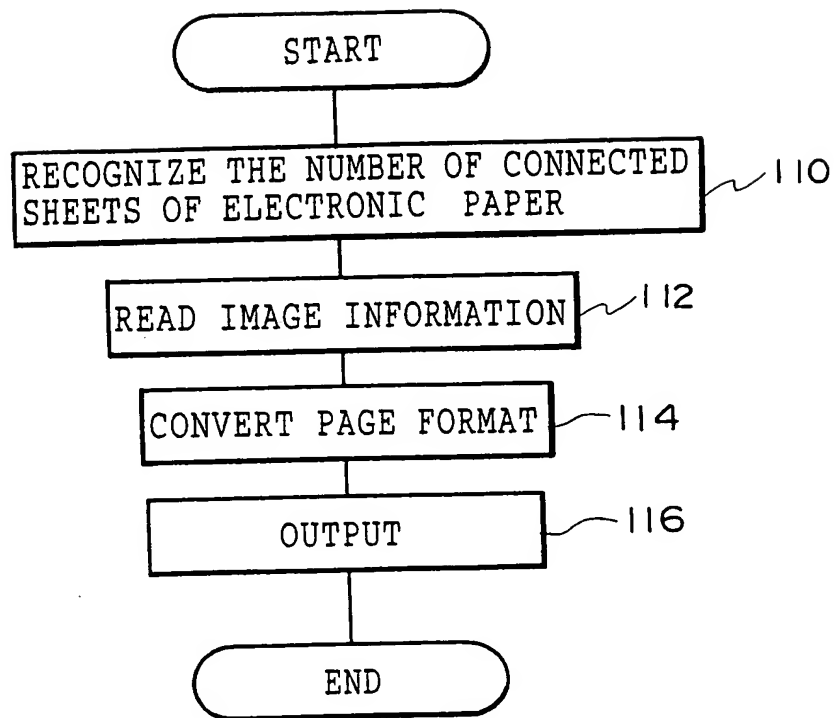 START
RECOGNIZE THE NUMBER OF CONNECTED
SHEETS OF ELECTRONIC PAPER
110
READ IMAGE INFORMATION
112
CONVERT PAGE FORMAT
114
OUTPUT
116
END